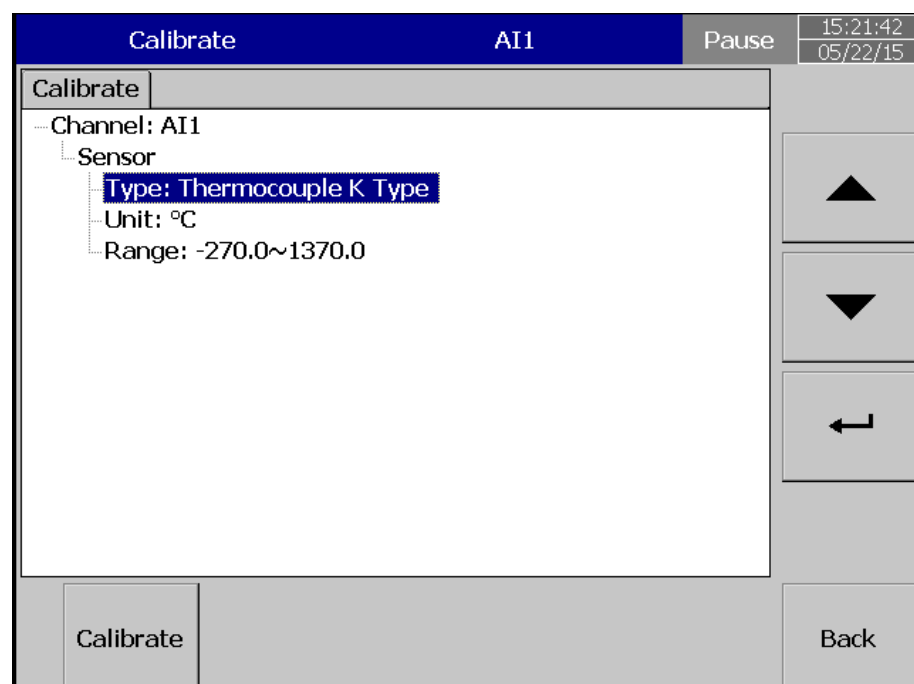 Calibrate AI1 Pause 15:21:42
05/22/15
Calibrate
Channel: AI1
Sensor
Type: Thermocouple K Type
Unit: ºC
Range: -270.0~1370.0
Calibrate Back